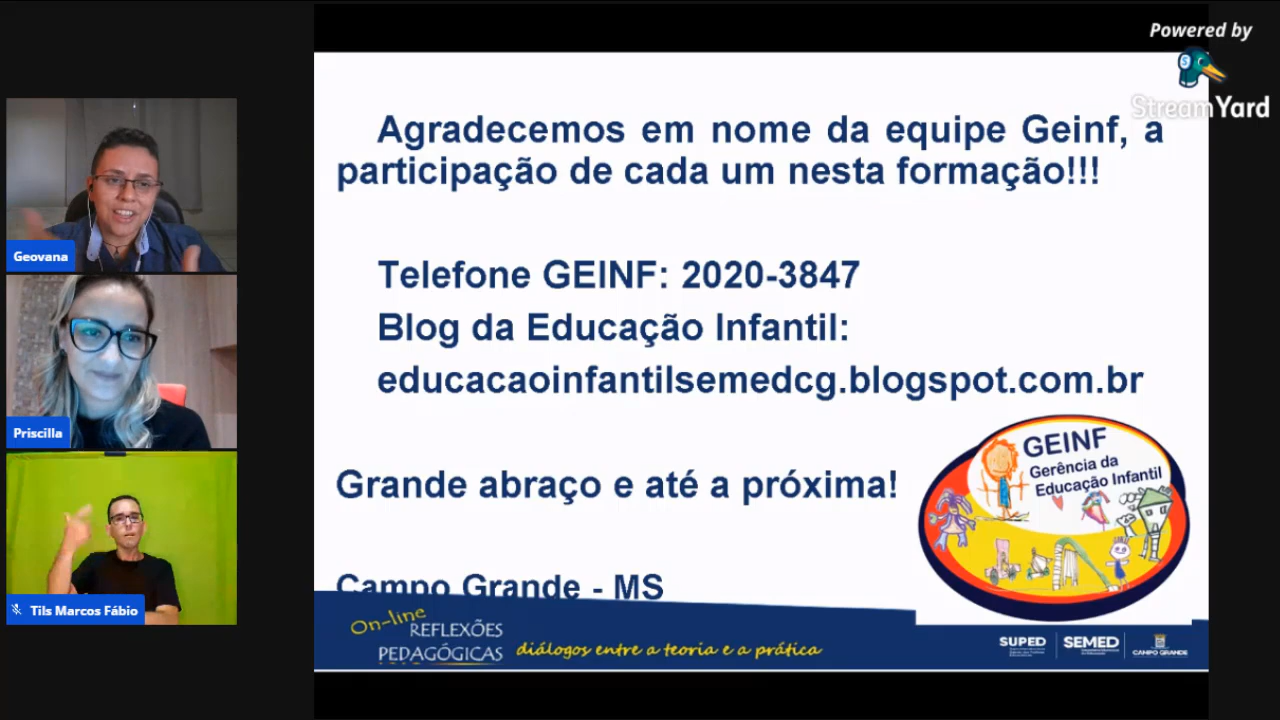 Powered by
StreamYard
Agradecemos em nome da equipe Geinf, a
participação de cada um nesta formação!!!
Telefone GEINF: 2020-3847
Blog da Educação Infantil:
educacaoinfantilsemedcg.blogspot.com.br
Grande abraço e até a próxima!
Campo Grande - MS
GEINF
Gerência da
Educação Infantil
On-line
REFLEXÕES
PEDAGÓGICAS
diálogos entre a teoria e a prática
SUPED
SEMED
CAMPO GRANDE
Geovana
Priscilla
Tils Marcos Fábio